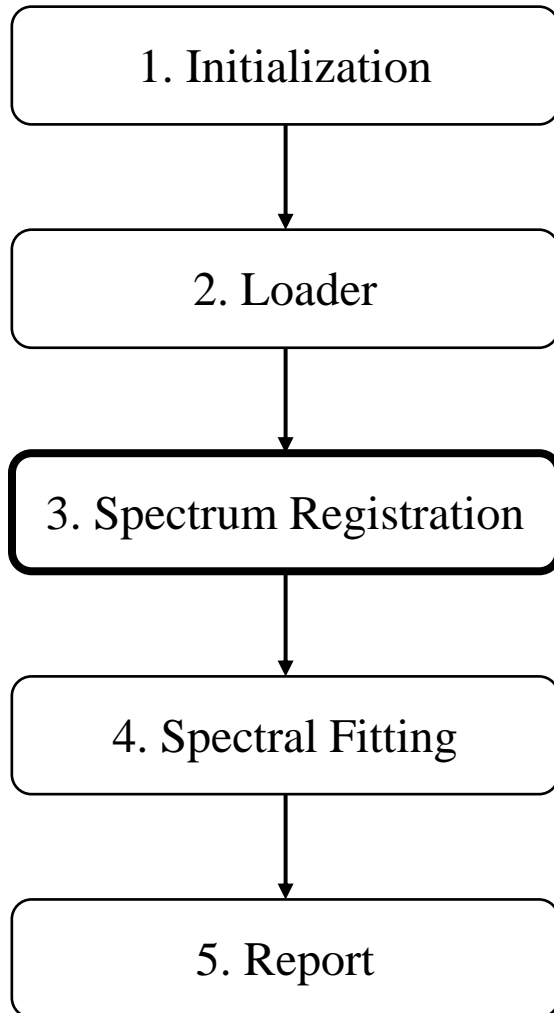 1. Initialization
2. Loader
3. Spectrum Registration
4. Spectral Fitting
5. Report